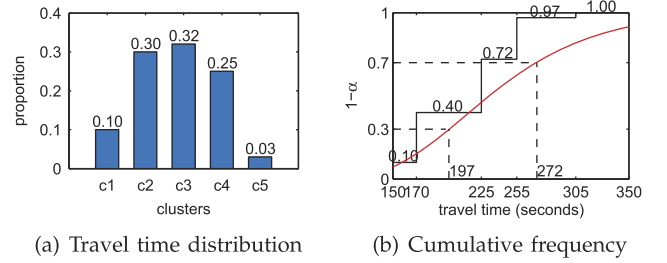 0.4
0.3
0.2
0.1
0
proportion
0.10
0.30
0.32
0.25
0.03
c1 c2 c3 c4 c5
clusters
(a) Travel time distribution
1
0.7
0.3
0
1−α
0.10
0.40
0.72
0.97
1.00
197
272
150 170 225 255 305 350
travel time (seconds)
(b) Cumulative frequency